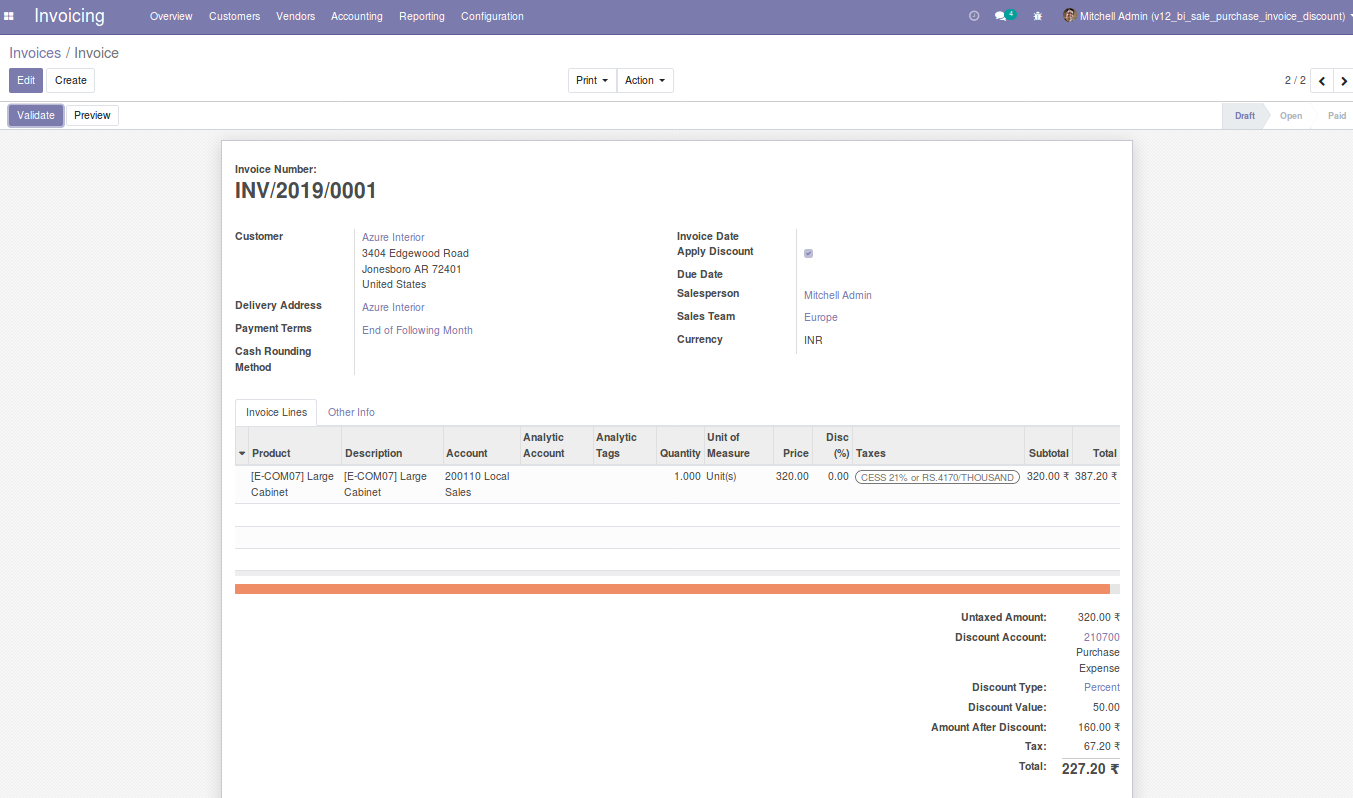 Invoicing Overview Customers Vendors Accounting Reporting Configuration 4 Mitchell Admin (v12_bi_sale_purchase_invoice_discount)
Invoices / Invoice
Edit Create Print Action 2 / 2
Validate Preview Draft Open Paid
Invoice Number:
INV/2019/0001
Customer
Azure Interior
3404 Edgewood Road
Jonesboro AR 72401
United States
Delivery Address Azure Interior
Payment Terms End of Following Month
Cash Rounding
Method
Invoice Date
Apply Discount
Due Date
Salesperson Mitchell Admin
Sales Team Europe
Currency INR
Invoice Lines Other Info
Product Description Account Analytic Account Analytic Tags Quantity Unit of Measure Price Disc (%) Taxes Subtotal Total
[E-COM07] Large Cabinet [E-COM07] Large Cabinet 200110 Local Sales 1.000 Unit(s) 320.00 0.00 CESS 21% or RS.4170/THOUSAND 320.00 ₹ 387.20 ₹
Untaxed Amount: 320.00 ₹
Discount Account: 210700
Purchase
Expense
Discount Type: Percent
Discount Value: 50.00
Amount After Discount: 160.00 ₹
Tax: 67.20 ₹
Total: 227.20 ₹